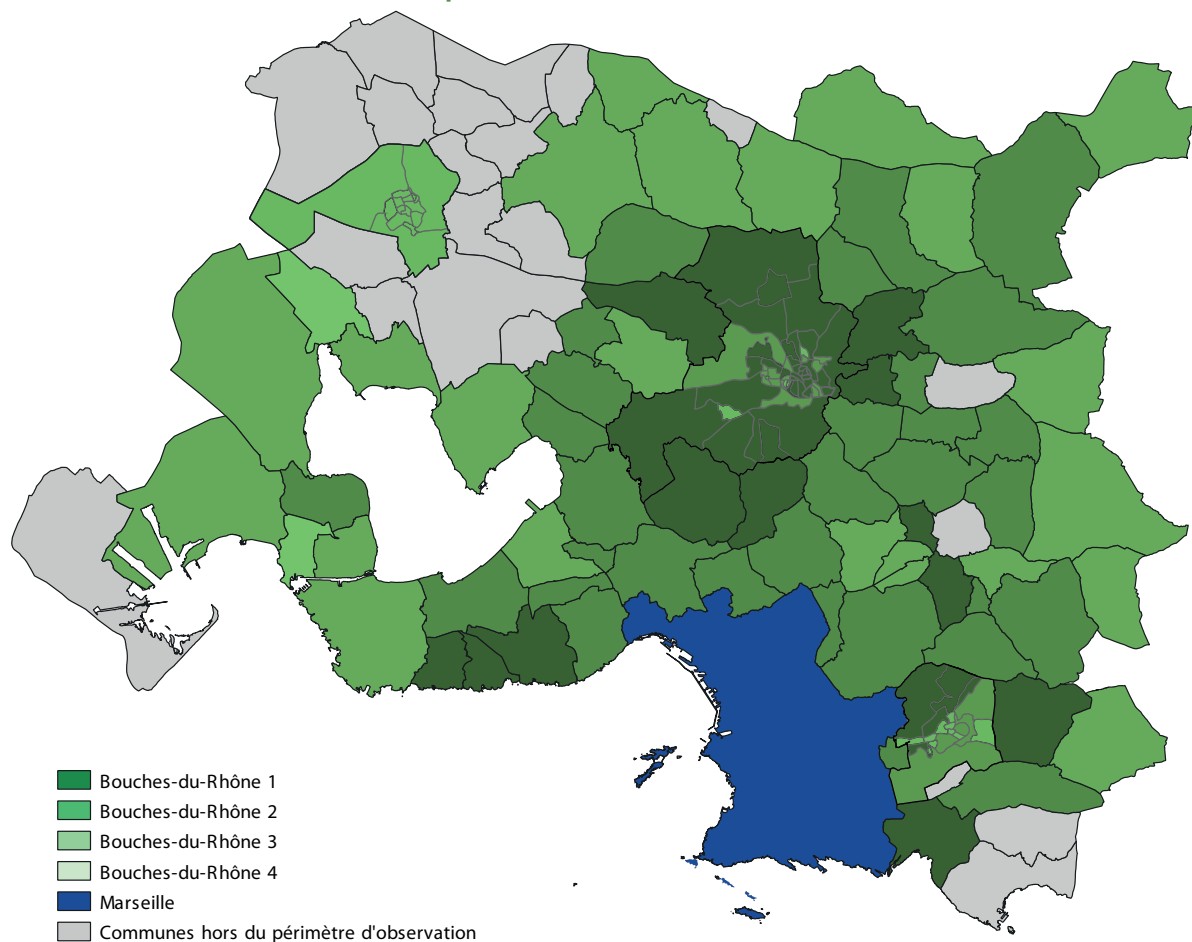 Bouches-du-Rhône 1
Bouches-du-Rhône 2
Bouches-du-Rhône 3
Bouches-du-Rhône 4
Marseille
Communes hors du périmètre d'observation